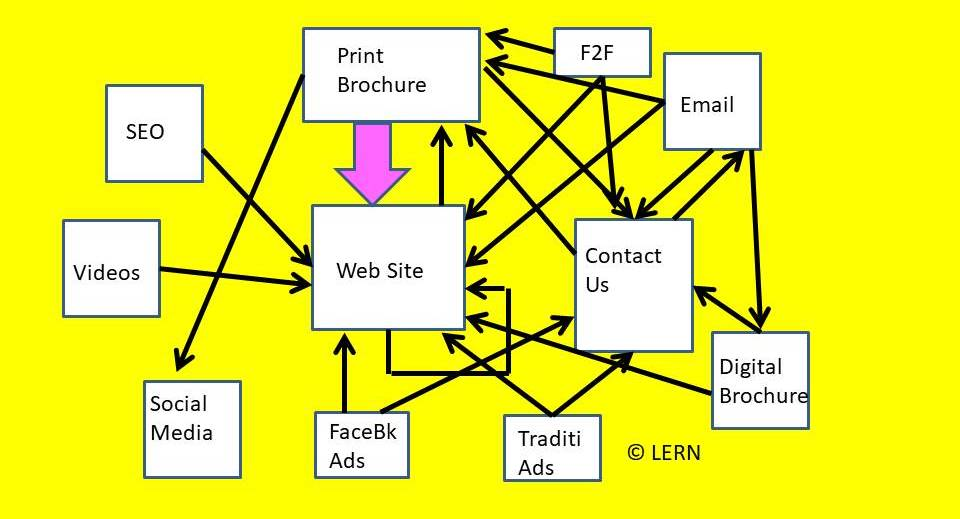 Print
Brochure
F2F
Email
SEO
Videos
Web Site
Contact
Us
Digital
Brochure
Social
Media
FaceBk
Ads
Traditi
Ads
© LERN